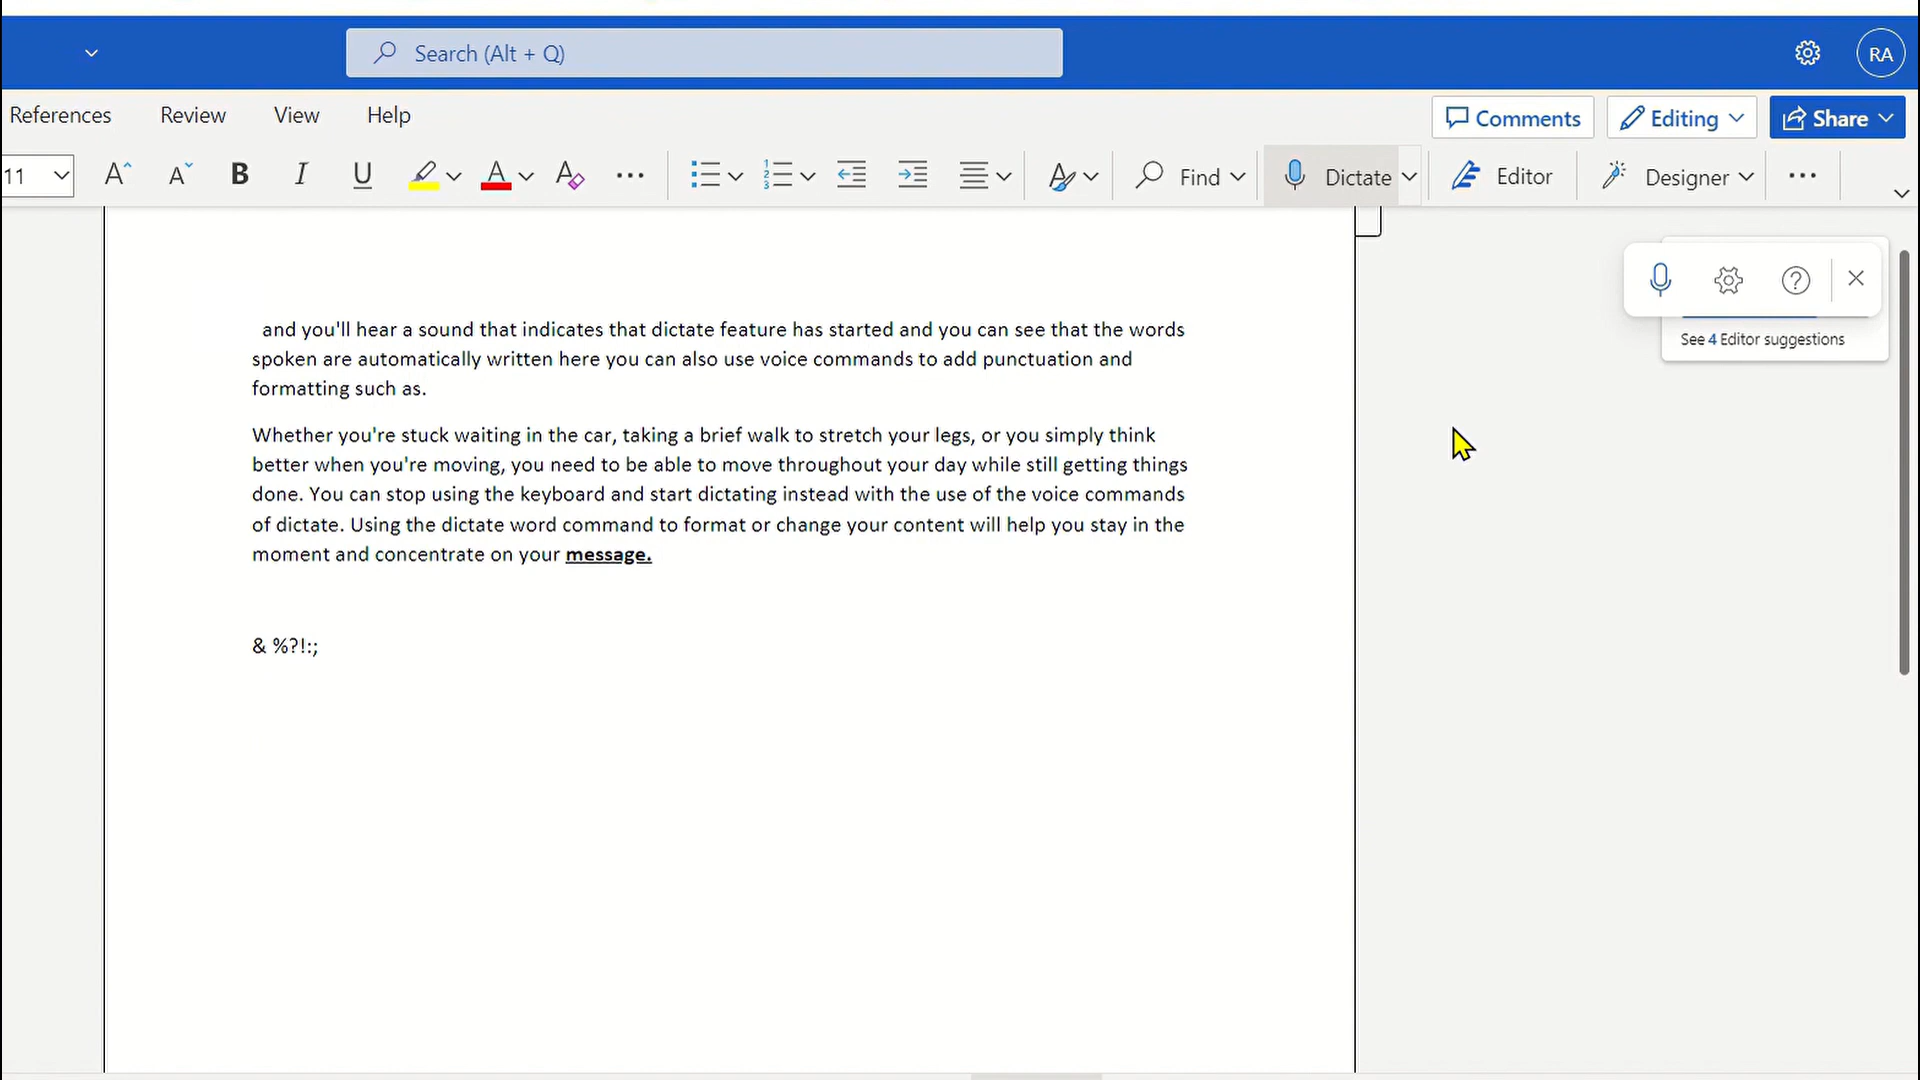 Search (Alt + Q)
RA
References Review View Help
Comments Editing Share
11 B I U A Find Dictate Editor Designer
and you'll hear a sound that indicates that dictate feature has started and you can see that the words
spoken are automatically written here you can also use voice commands to add punctuation and
formatting such as.
See 4 Editor suggestions
Whether you're stuck waiting in the car, taking a brief walk to stretch your legs, or you simply think
better when you're moving, you need to be able to move throughout your day while still getting things
done. You can stop using the keyboard and start dictating instead with the use of the voice commands
of dictate. Using the dictate word command to format or change your content will help you stay in the
moment and concentrate on your message.
& %?!:;